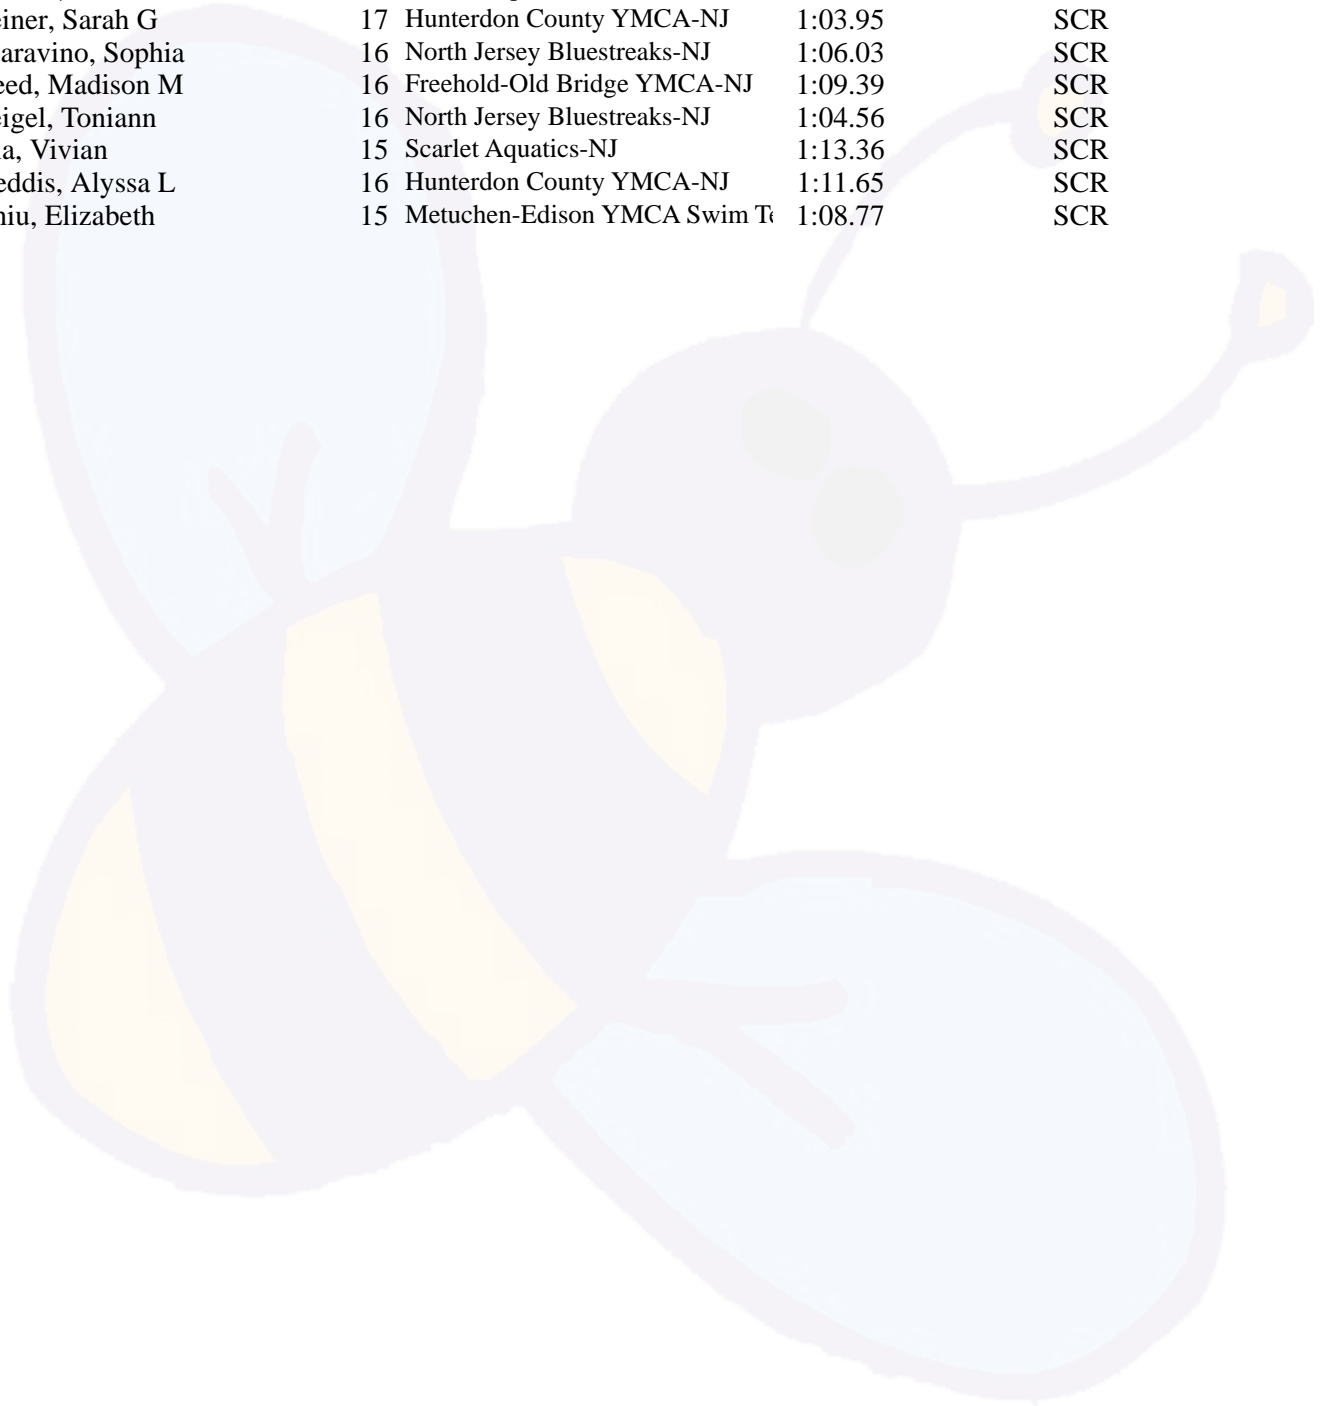 einer, Sarah G 17 Hunterdon County YMCA-NJ 1:03.95 SCR
aravino, Sophia 16 North Jersey Bluestreaks-NJ 1:06.03 SCR
eed, Madison M 16 Freehold-Old Bridge YMCA-NJ 1:09.39 SCR
eigel, Toniann 16 North Jersey Bluestreaks-NJ 1:04.56 SCR
a, Vivian 15 Scarlet Aquatics-NJ 1:13.36 SCR
eddis, Alyssa L 16 Hunterdon County YMCA-NJ 1:11.65 SCR
niu, Elizabeth 15 Metuchen-Edison YMCA Swim Te 1:08.77 SCR